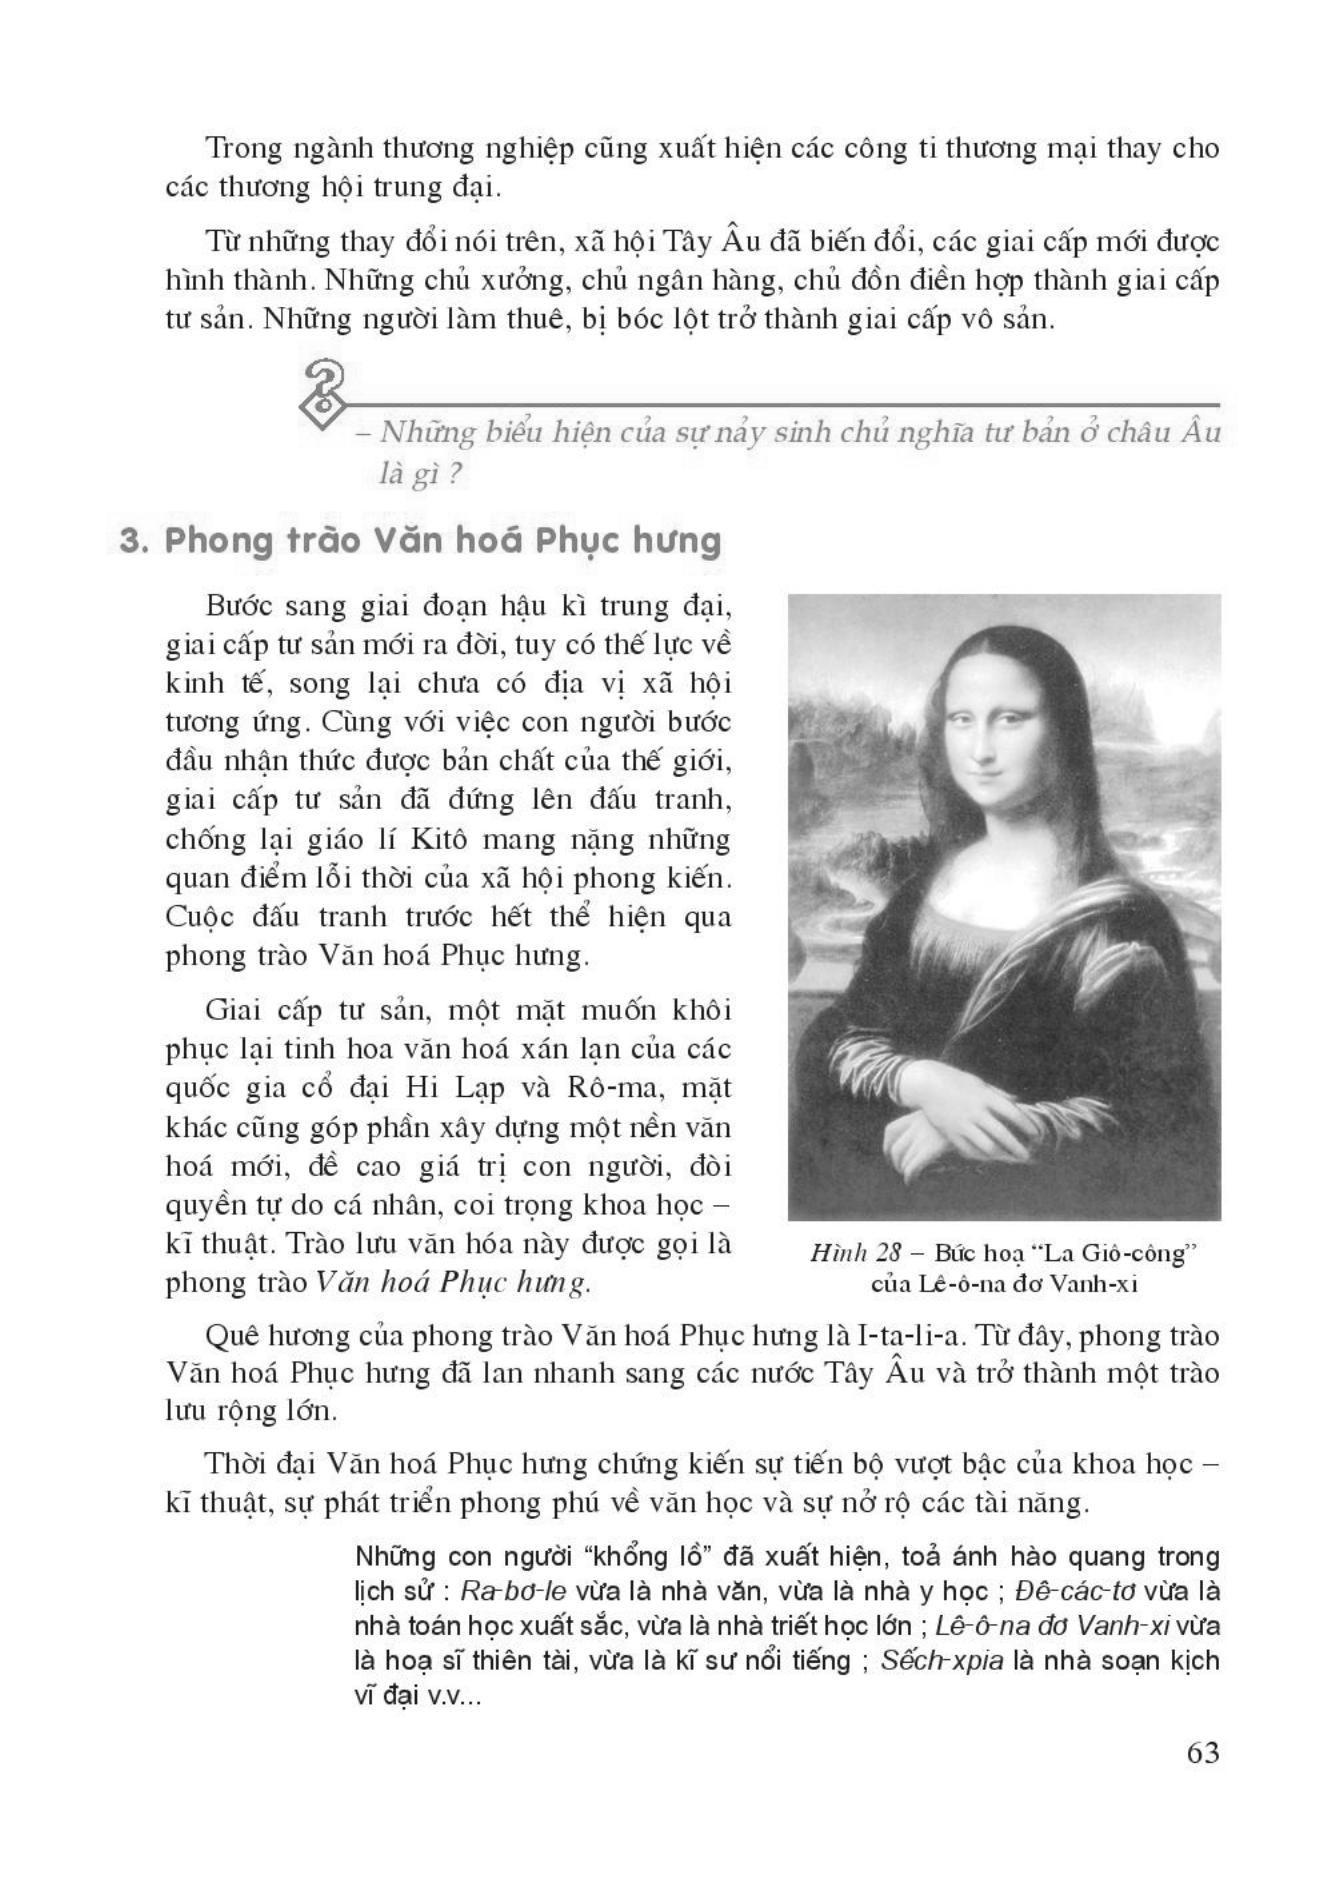 Trong ngành thương nghiệp cũng xuất hiện các công ti thương mại thay cho
các thương hội trung đại.
Từ những thay đổi nói trên, xã hội Tây Âu đã biến đổi, các giai cấp mới được
hình thành. Những chủ xưởng, chủ ngân hàng, chủ đồn điền hợp thành giai cấp
tư sản. Những người làm thuê, bị bóc lột trở thành giai cấp vô sản.
– Những biểu hiện của sự nảy sinh chủ nghĩa tư bản ở châu Âu
là gì ?
3. Phong trào Văn hoá Phục hưng
Bước sang giai đoạn hậu kì trung đại,
giai cấp tư sản mới ra đời, tuy có thế lực về
kinh tế, song lại chưa có địa vị xã hội
tương ứng. Cùng với việc con người bước
đầu nhận thức được bản chất của thế giới,
giai cấp tư sản đã đứng lên đấu tranh,
chống lại giáo lí Kitô mang nặng những
quan điểm lỗi thời của xã hội phong kiến.
Cuộc đấu tranh trước hết thể hiện qua
phong trào Văn hoá Phục hưng.
Giai cấp tư sản, một mặt muốn khôi
phục lại tinh hoa văn hoá xán lạn của các
quốc gia cổ đại Hi Lạp và Rô-ma, mặt
khác cũng góp phần xây dựng một nền văn
hoá mới, đề cao giá trị con người, đòi
quyền tự do cá nhân, coi trọng khoa học –
kĩ thuật. Trào lưu văn hóa này được gọi là
phong trào Văn hoá Phục hưng.
Hình 28 – Bức hoạ “La Giô-công”
của Lê-ô-na đơ Vanh-xi
Quê hương của phong trào Văn hoá Phục hưng là I-ta-li-a. Từ đây, phong trào
Văn hoá Phục hưng đã lan nhanh sang các nước Tây Âu và trở thành một trào
lưu rộng lớn.
Thời đại Văn hoá Phục hưng chứng kiến sự tiến bộ vượt bậc của khoa học –
kĩ thuật, sự phát triển phong phú về văn học và sự nở rộ các tài năng.
Những con người “khổng lồ” đã xuất hiện, toả ánh hào quang trong
lịch sử : Ra-bơ-le vừa là nhà văn, vừa là nhà y học ; Đê-các-tơ vừa là
nhà toán học xuất sắc, vừa là nhà triết học lớn ; Lê-ô-na đơ Vanh-xi vừa
là hoạ sĩ thiên tài, vừa là kĩ sư nổi tiếng ; Sếch-xpia là nhà soạn kịch
vĩ đại v.v...
63